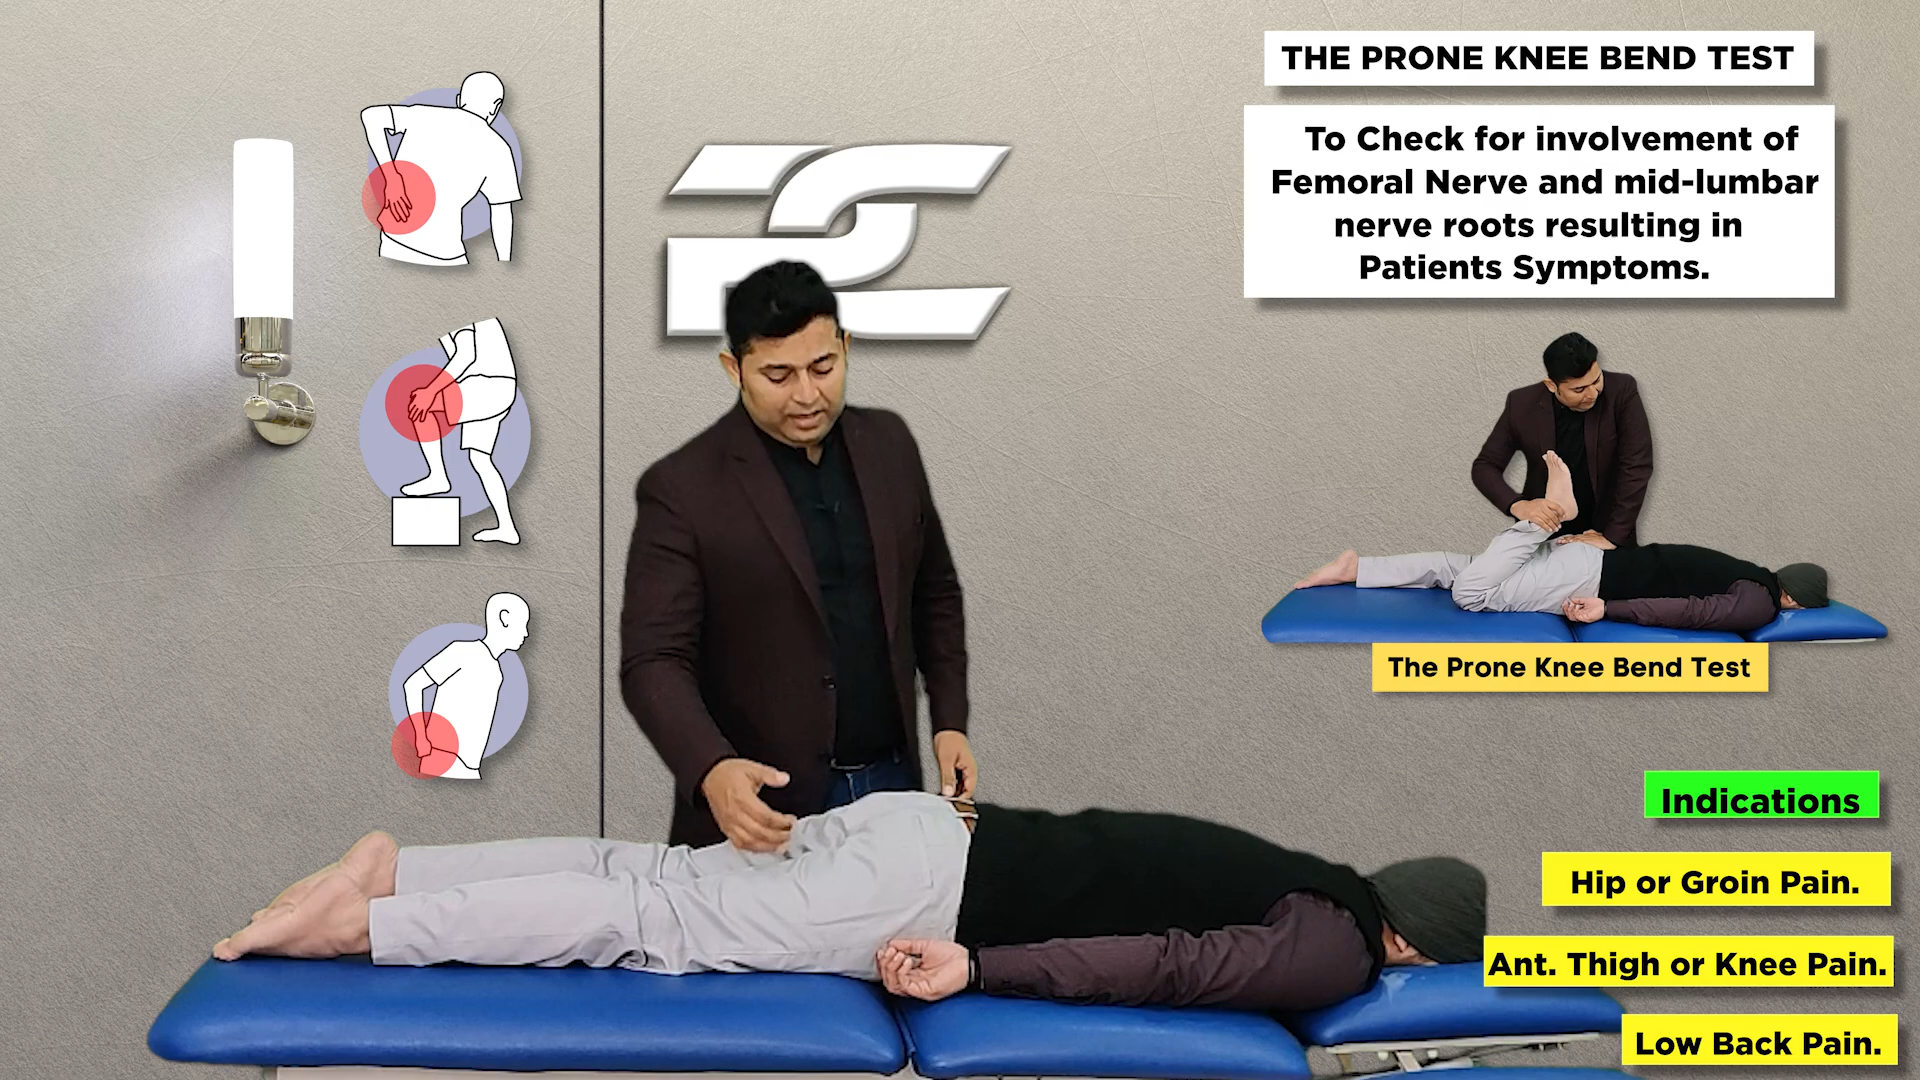 THE PRONE KNEE BEND TEST
To Check for involvement of
Femoral Nerve and mid-lumbar
nerve roots resulting in
Patients Symptoms.
The Prone Knee Bend Test
Indications
Hip or Groin Pain.
Ant. Thigh or Knee Pain.
Low Back Pain.